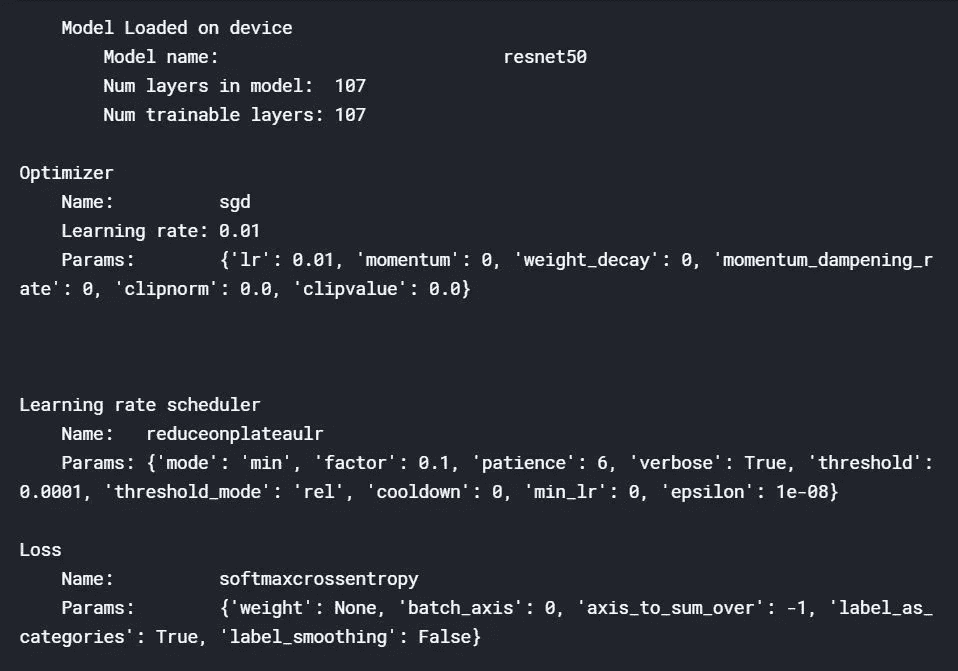 Model Loaded on device
Model name: resnet50
Num layers in model: 107
Num trainable layers: 107
Optimizer
Name: sgd
Learning rate: 0.01
Params: {'lr': 0.01, 'momentum': 0, 'weight_decay': 0, 'momentum_dampening_r
ate': 0, 'clipnorm': 0.0, 'clipvalue': 0.0}
Learning rate scheduler
Name: reduceonplateaulr
Params: {'mode': 'min', 'factor': 0.1, 'patience': 6, 'verbose': True, 'threshold':
0.0001, 'threshold_mode': 'rel', 'cooldown': 0, 'min_lr': 0, 'epsilon': 1e-08}
Loss
Name: softmaxcrossentropy
Params: {'weight': None, 'batch_axis': 0, 'axis_to_sum_over': -1, 'label_as_
categories': True, 'label_smoothing': False}